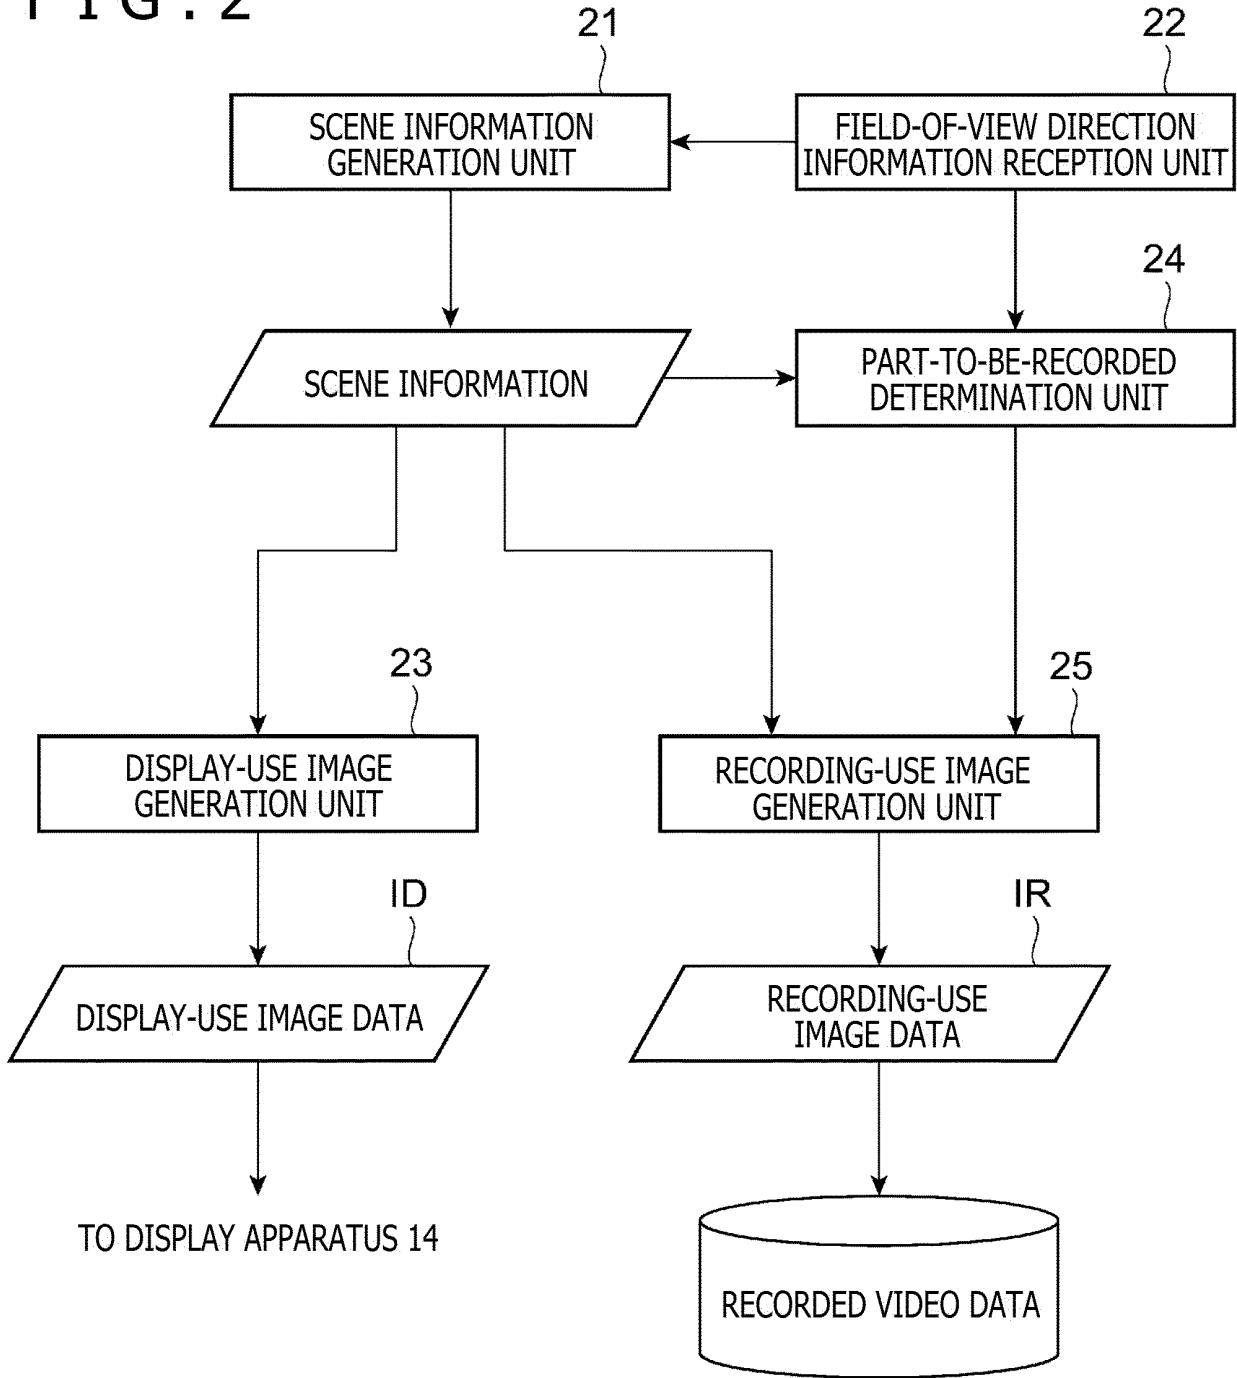 FIG.2
21
22
SCENE INFORMATION
GENERATION UNIT
FIELD-OF-VIEW DIRECTION
INFORMATION RECEPTION UNIT
24
SCENE INFORMATION
PART-TO-BE-RECORDED
DETERMINATION UNIT
23
25
DISPLAY-USE IMAGE
GENERATION UNIT
RECORDING-USE IMAGE
GENERATION UNIT
ID
IR
DISPLAY-USE IMAGE DATA
RECORDING-USE
IMAGE DATA
TO DISPLAY APPARATUS 14
RECORDED VIDEO DATA